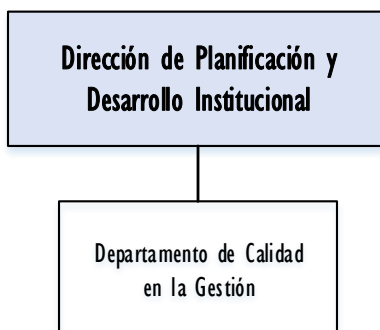 Dirección de Planificación y
Desarrollo Institucional
Departamento de Calidad
en la Gestión